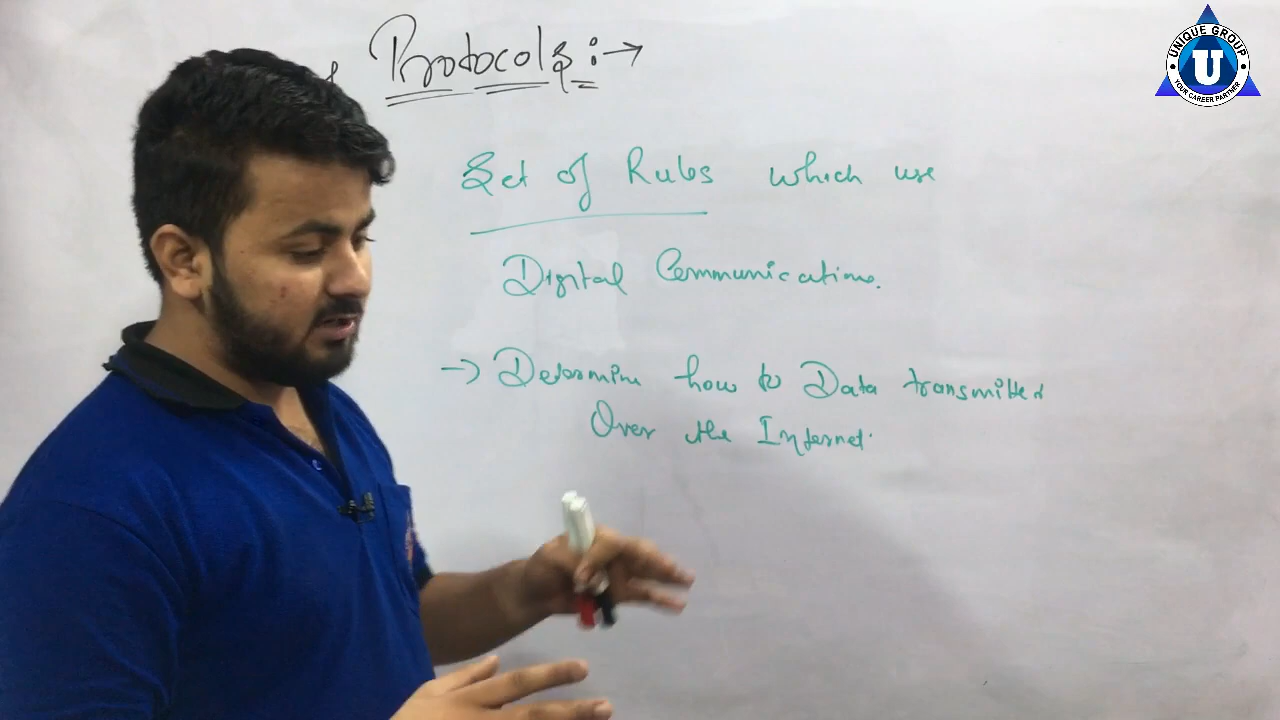 Protocols :→
Set of Rules which use
Digital Communication.
→ Determine how to Data transmitted
Over the Internet.
UNIQUE GROUP
U
YOUR CAREER PARTNER